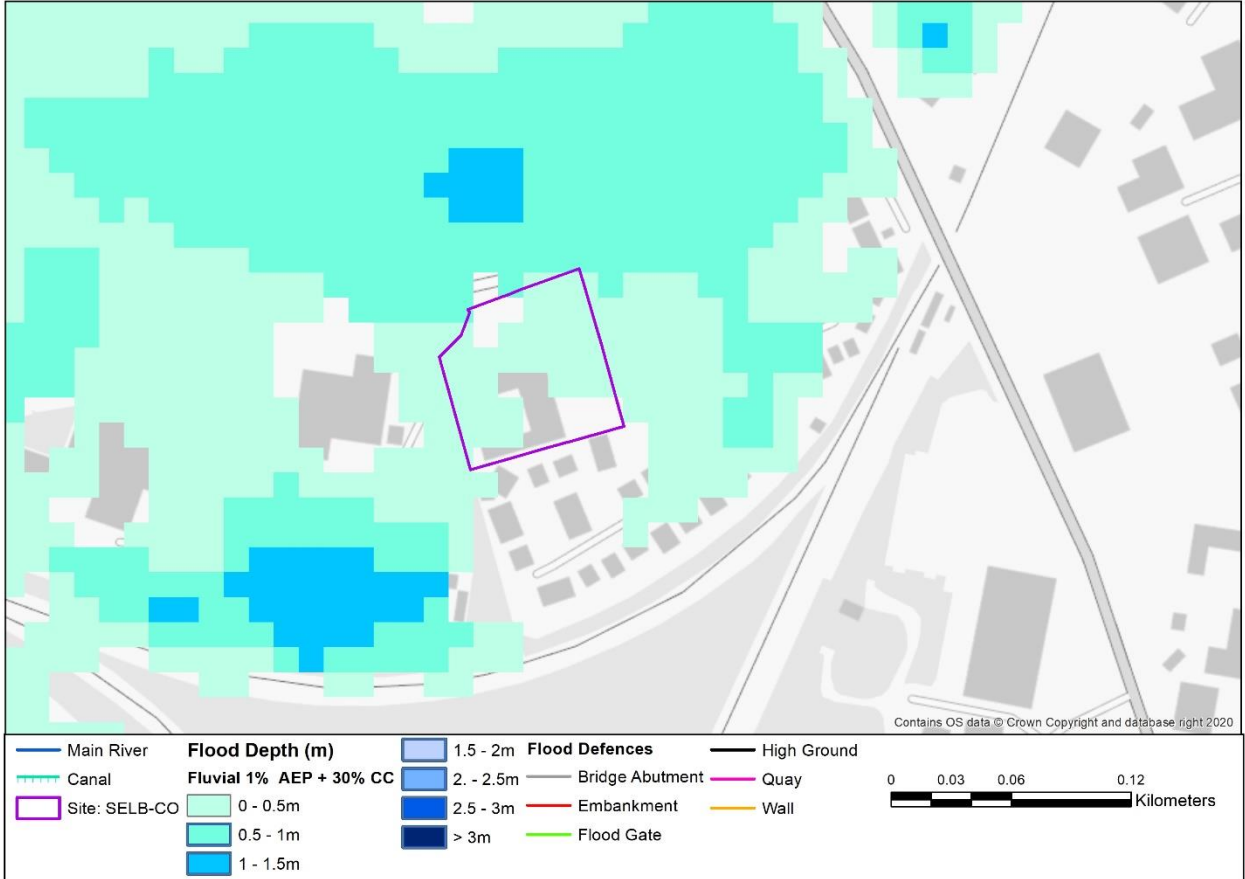 Contains OS data © Crown Copyright and database right 2020
Main River
Canal
Site: SELB-CO
Flood Depth (m)
Fluvial 1% AEP + 30% CC
0 - 0.5m
0.5 - 1m
1 - 1.5m
1.5 - 2m
2. - 2.5m
2.5 - 3m
> 3m
Flood Defences
Bridge Abutment
Embankment
Flood Gate
High Ground
Quay
Wall
0 0.03 0.06 0.12
Kilometers